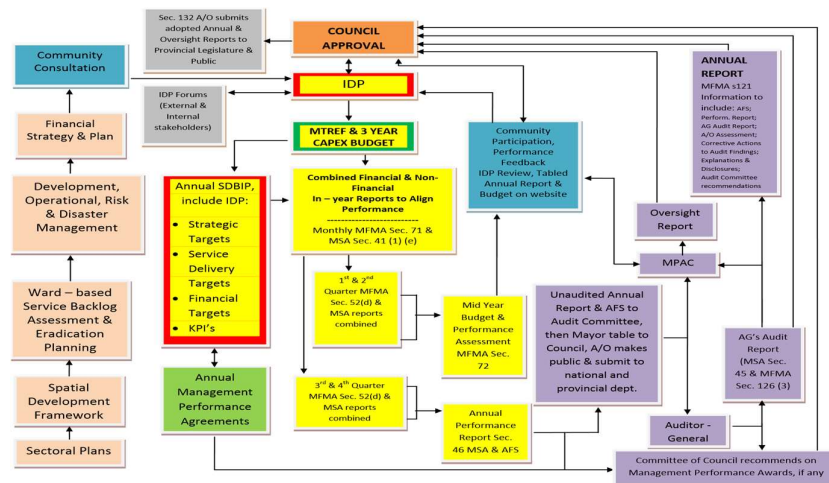 Sec. 132 A/O submits
adopted Annual &
Oversight Reports to
Provincial Legislature &
Public
COUNCIL
APPROVAL
Community
Consultation
IDP
IDP Forums
(External &
Internal
stakeholders)
ANNUAL
REPORT
MFMA s121
Information to
include: AFS;
Perform. Report;
AG Audit Report;
A/O Assessment;
Corrective Actions
to Audit Findings;
Explanations &
Disclosures;
Audit Committee
recommendations
Financial
Strategy & Plan
MTREF & 3 YEAR
CAPEX BUDGET
Community
Participation,
Performance
Feedback
IDP Review, Tabled
Annual Report &
Budget on website
Development,
Operational, Risk
& Disaster
Management
Annual SDBIP,
include IDP:
• Strategic
Targets
• Service
Delivery
Targets
• Financial
Targets
• KPI's
Combined Financial & Non-
Financial
In – year Reports to Align
Performance
------------------------
Monthly MFMA Sec. 71 &
MSA Sec. 41 (1) (e)
Oversight
Report
MPAC
Ward – based
Service Backlog
Assessment &
Eradication
Planning
1st & 2nd
Quarter MFMA
Sec. 52(d) &
MSA reports
combined
Mid Year
Budget &
Performance
Assessment
MFMA Sec.
72
Unaudited Annual
Report & AFS to
Audit Committee,
then Mayor table to
Council, A/O makes
public & submit to
national and
provincial dept.
AG's Audit
Report
(MSA Sec.
45 & MFMA
Sec. 126 (3)
Spatial
Development
Framework
Annual
Management
Performance
Agreements
3rd & 4th Quarter
MFMA Sec. 52(d) &
MSA reports
combined
Annual
Performance
Report Sec.
46 MSA & AFS
Auditor -
General
Sectoral Plans
Committee of Council recommends on
Management Performance Awards, if any